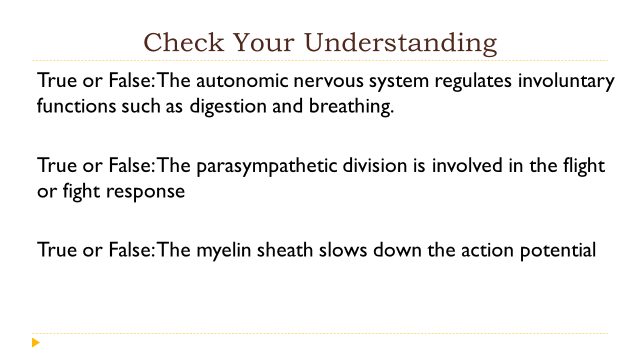 Check Your Understanding
True or False: The autonomic nervous system regulates involuntary
functions such as digestion and breathing.
True or False: The parasympathetic division is involved in the flight
or fight response
True or False: The myelin sheath slows down the action potential